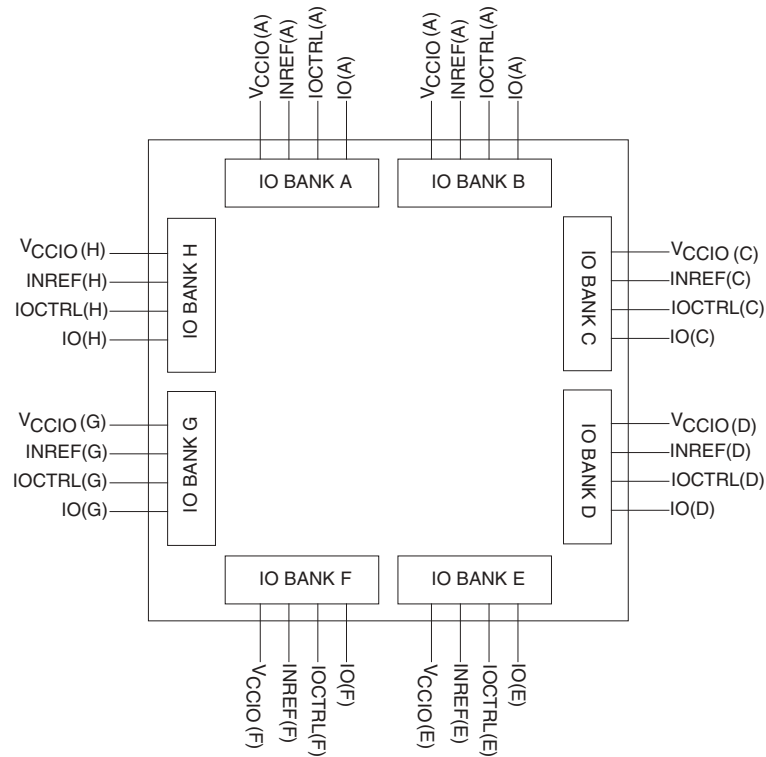 VCCIO(A)
INREF(A)
IOCTRL(A)
IO(A)
VCCIO(A)
INREF(A)
IOCTRL(A)
IO(A)
IO BANK A
IO BANK B
VCCIO(H)
INREF(H)
IOCTRL(H)
IO(H)
IO BANK H
IO BANK C
VCCIO(C)
INREF(C)
IOCTRL(C)
IO(C)
VCCIO(G)
INREF(G)
IOCTRL(G)
IO(G)
IO BANK G
IO BANK D
VCCIO(D)
INREF(D)
IOCTRL(D)
IO(D)
IO BANK F
IO BANK E
VCCIO(F)
INREF(F)
IOCTRL(F)
IO(F)
VCCIO(E)
INREF(E)
IOCTRL(E)
IO(E)